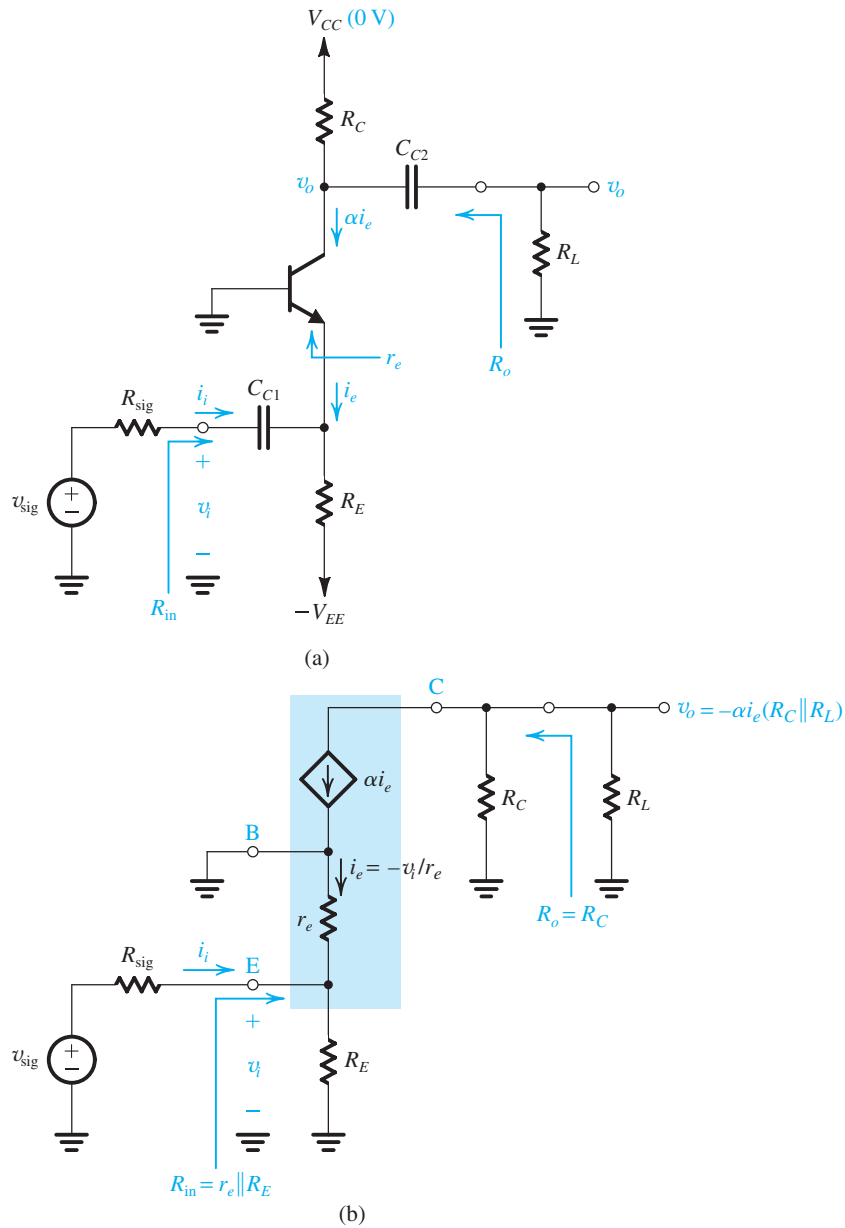 V_CC (0 V)
R_C
C_C2
v_o
v_o
αi_e
R_L
r_e
R_o
C_C1
i_e
R_sig
i_i
+
v_sig
+
−
v_i
R_E
−
R_in
−V_EE
(a)
C
v_o = −αi_e(R_C||R_L)
αi_e
R_C
R_L
B
i_e = −v_i/r_e
r_e
R_o = R_C
R_sig
i_i
E
+
v_sig
+
−
v_i
R_E
−
R_in = r_e||R_E
(b)